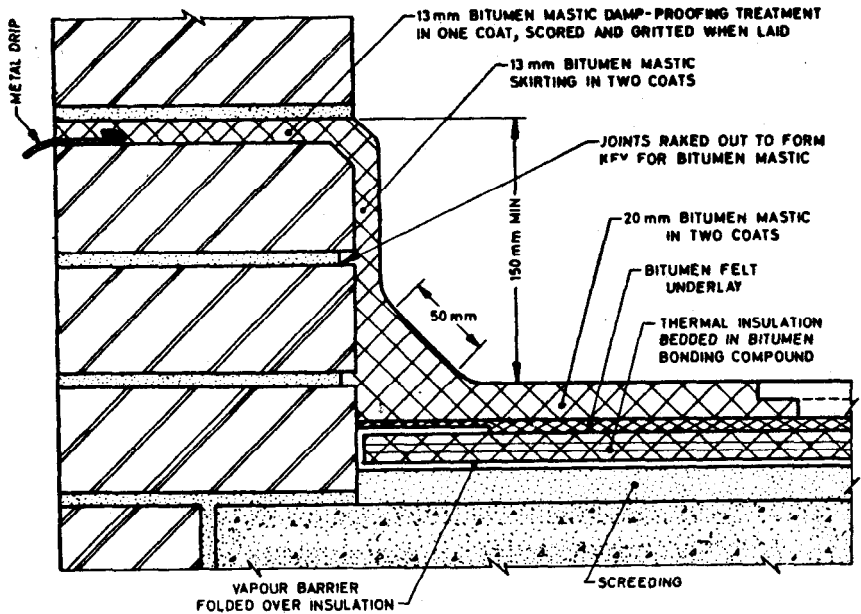 13 mm BITUMEN MASTIC DAMP-PROOFING TREATMENT
IN ONE COAT, SCORED AND GRITTED WHEN LAID
METAL DRIP
13 mm BITUMEN MASTIC
SKIRTING IN TWO COATS
JOINTS RAKED OUT TO FORM
KEY FOR BITUMEN MASTIC
150 mm MIN
20 mm BITUMEN MASTIC
IN TWO COATS
BITUMEN FELT
UNDERLAY
50 mm
THERMAL INSULATION
BEDDED IN BITUMEN
BONDING COMPOUND
VAPOUR BARRIER
FOLDED OVER INSULATION
SCREEDING